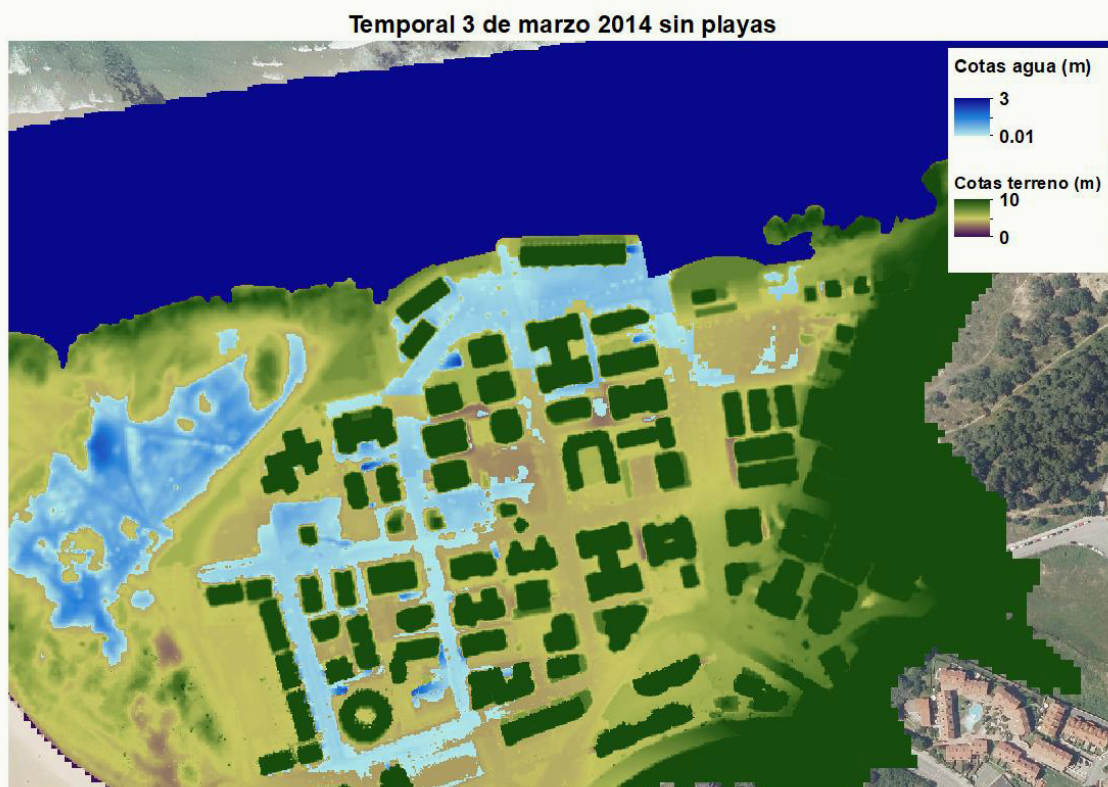 Temporal 3 de marzo 2014 sin playas
Cotas agua (m)
3
0.01
Cotas terreno (m)
10
0